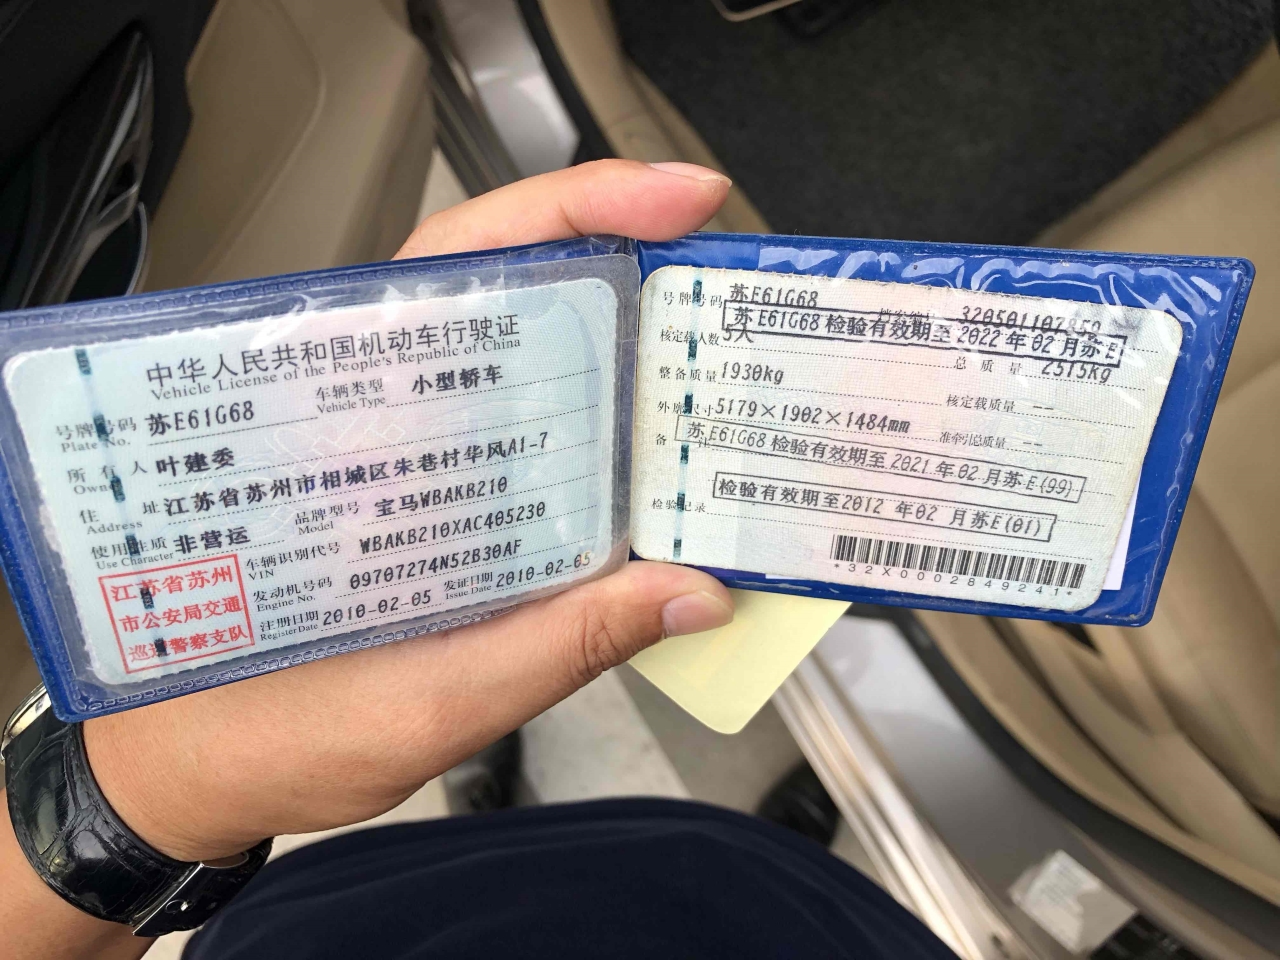 中华人民共和国机动车行驶证
Vehicle License of the People's Republic of China
号牌号码 苏E61G68 车辆类型 小型轿车
Plate No. Vehicle Type
所有人 叶建委
Owner
住址 江苏省苏州市相城区朱巷村华风A1-7
Address
使用性质 非营运 品牌型号 宝马WBAKB210
Use Character Model
车辆识别代号 WBAKB210XAC405230
VIN
发动机号码 09707274N52B30AF
Engine No.
注册日期 2010-02-05 发证日期 2010-02-05
Register Date Issue Date
江苏省苏州
市公安局交通
巡逻警察支队
号牌号码 苏E61G68 档案编号
苏E61G68检验有效期至2022年02月苏E
核定载人数 5人 总质量 2515kg
整备质量 1930kg 核定载质量 --
外廓尺寸 5179×1902×1484mm 准牵引总质量 --
备注
苏E61G68检验有效期至2021年02月苏E(99)
检验有效期至2012年02月苏E(01)
检验记录
*32X0002849241*